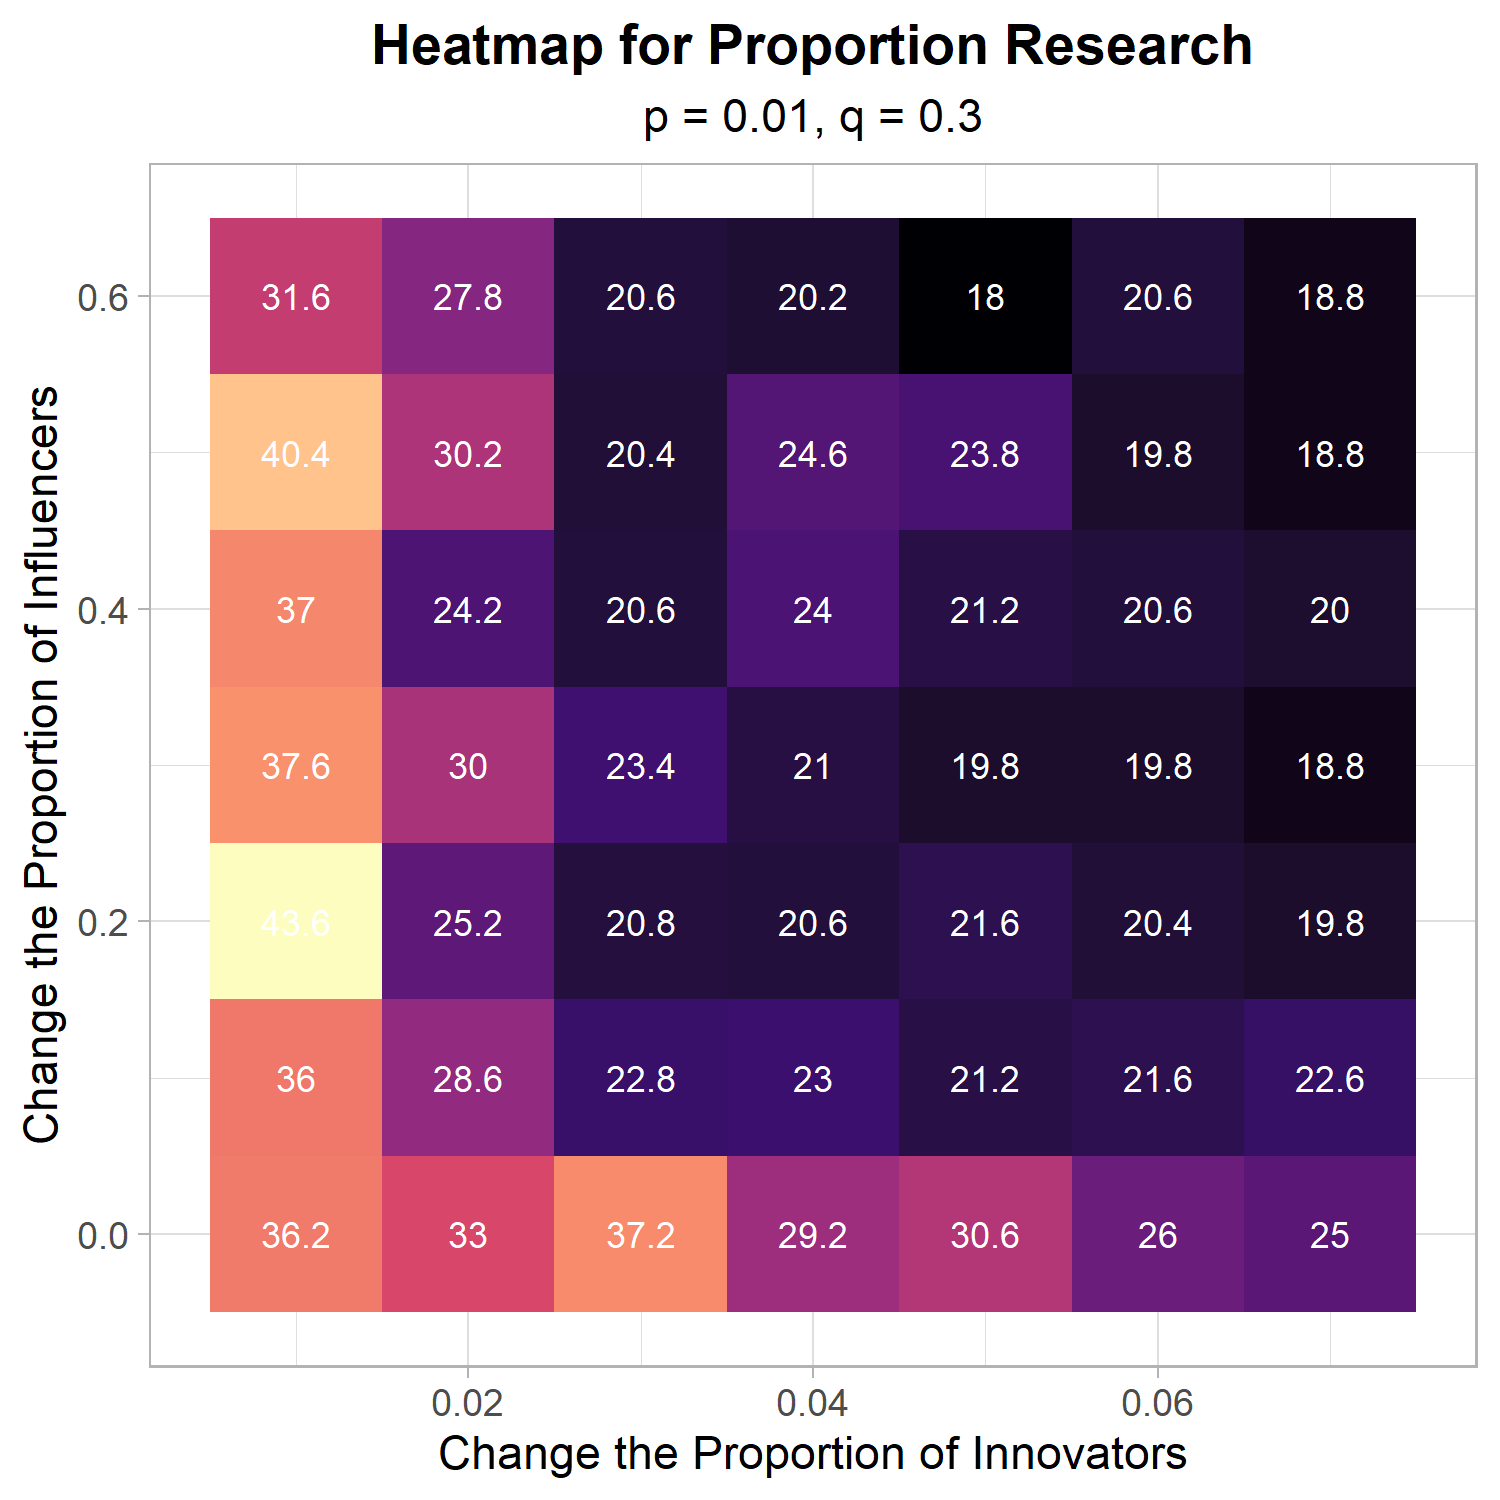 Heatmap for Proportion Research
p = 0.01, q = 0.3
Change the Proportion of Influencers
0.6 31.6 27.8 20.6 20.2 18 20.6 18.8
40.4 30.2 20.4 24.6 23.8 19.8 18.8
0.4 37 24.2 20.6 24 21.2 20.6 20
37.6 30 23.4 21 19.8 19.8 18.8
0.2 43.6 25.2 20.8 20.6 21.6 20.4 19.8
36 28.6 22.8 23 21.2 21.6 22.6
0.0 36.2 33 37.2 29.2 30.6 26 25
0.02 0.04 0.06
Change the Proportion of Innovators